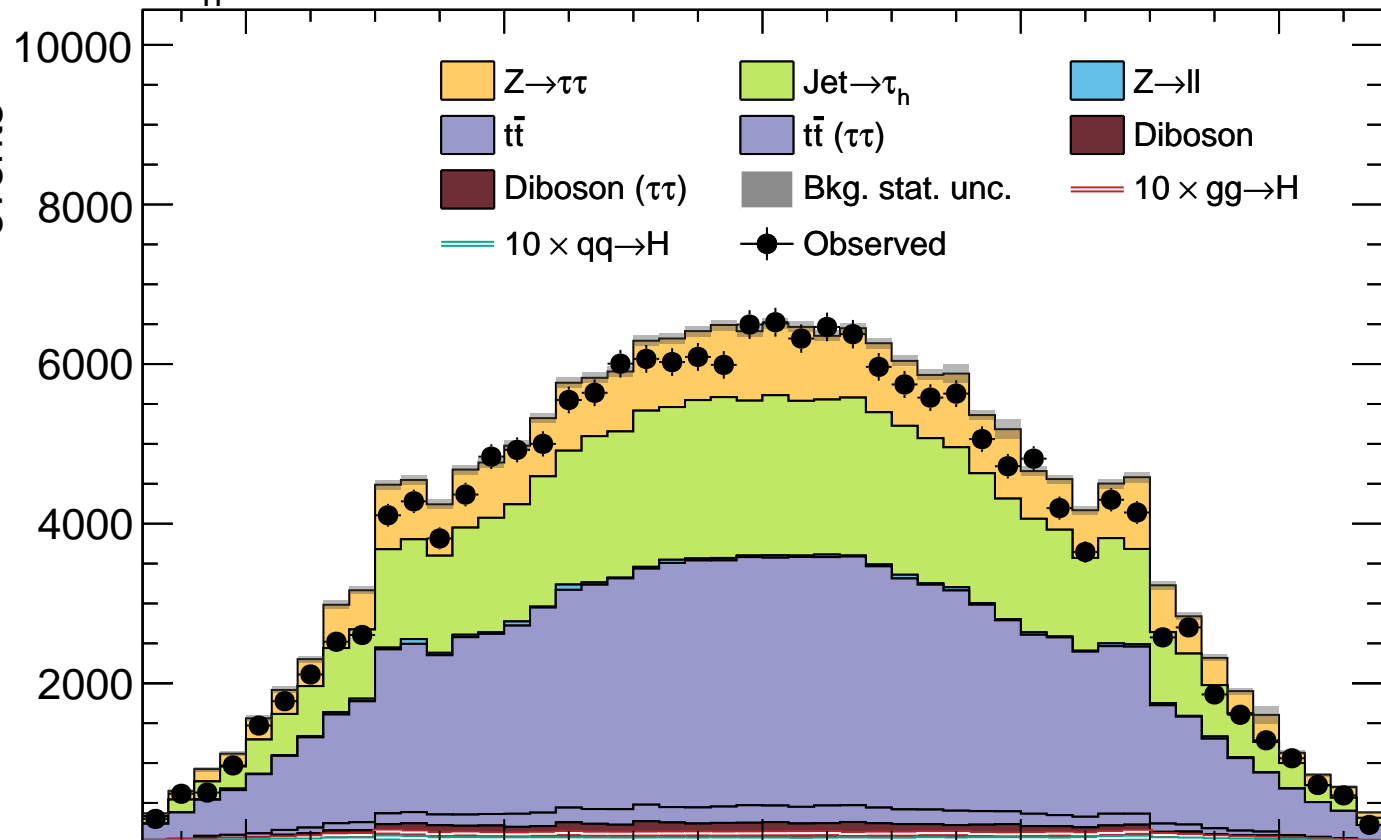 10000
Z→ττ Jet→τh Z→ll
tt̄ tt̄ (ττ) Diboson
8000
Diboson (ττ) Bkg. stat. unc. 10 × gg→H
10 × qq→H Observed
6000
4000
2000